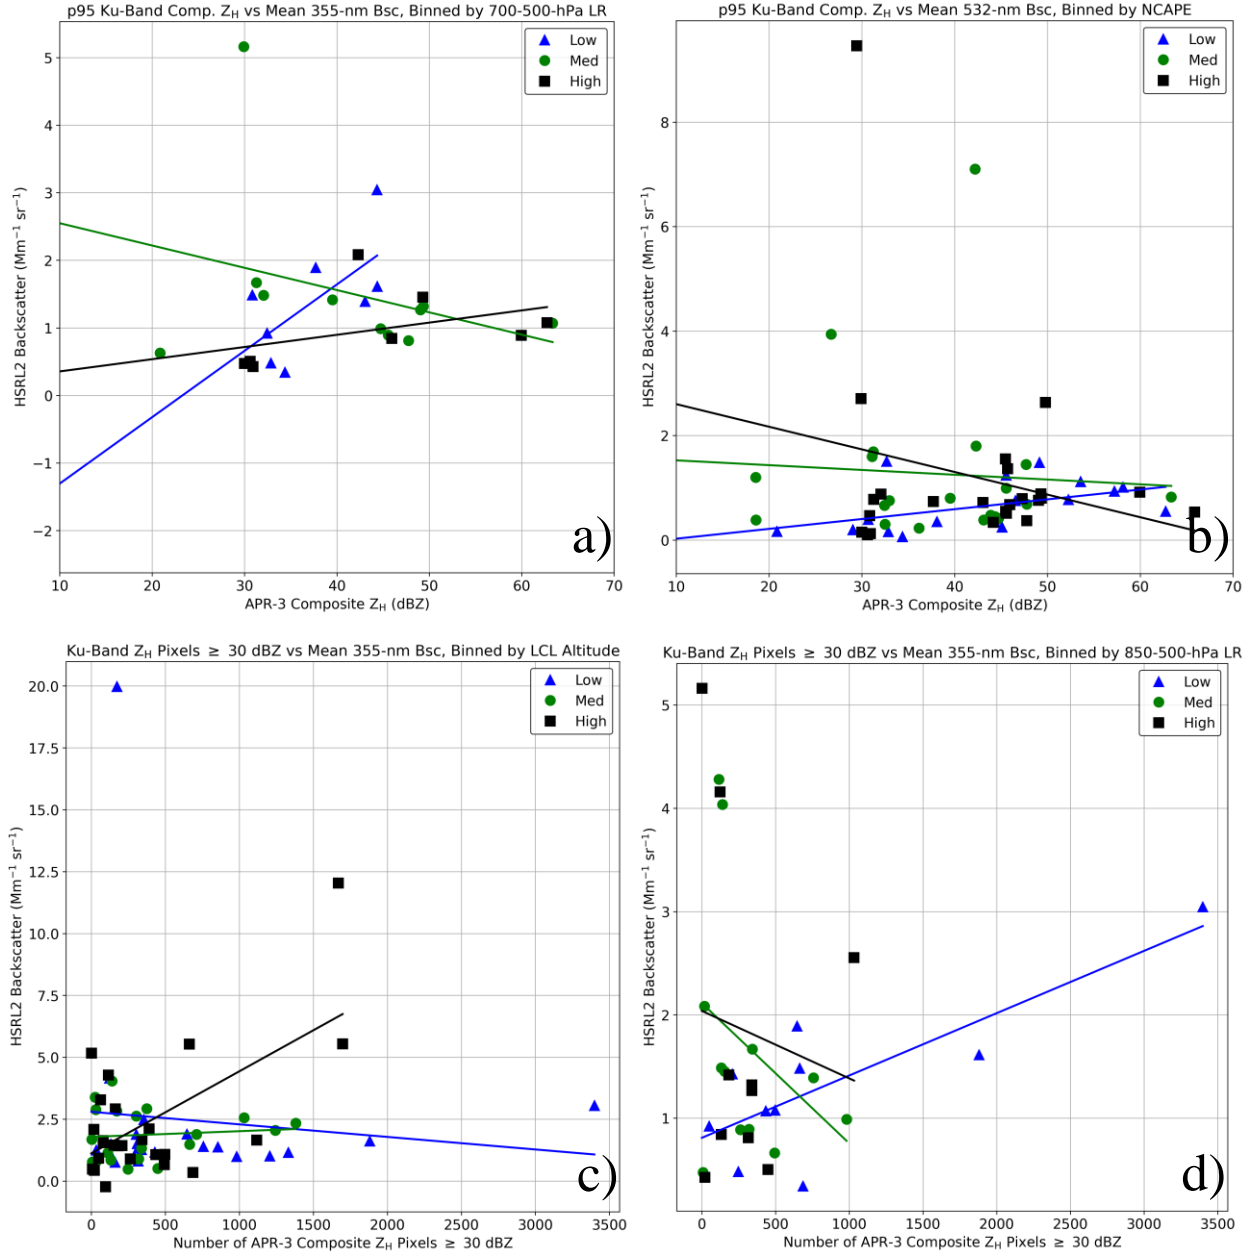 p95 Ku-Band Comp. Z_H vs Mean 355-nm Bsc, Binned by 700-500-hPa LR
Low
Med
High
5
4
3
2
1
0
−1
−2
HSRL2 Backscatter (Mm⁻¹ sr⁻¹)
a)
10 20 30 40 50 60 70
APR-3 Composite Z_H (dBZ)
p95 Ku-Band Comp. Z_H vs Mean 532-nm Bsc, Binned by NCAPE
Low
Med
High
8
6
4
2
0
HSRL2 Backscatter (Mm⁻¹ sr⁻¹)
b)
10 20 30 40 50 60 70
APR-3 Composite Z_H (dBZ)
Ku-Band Z_H Pixels ≥ 30 dBZ vs Mean 355-nm Bsc, Binned by LCL Altitude
Low
Med
High
20.0
17.5
15.0
12.5
10.0
7.5
5.0
2.5
0.0
HSRL2 Backscatter (Mm⁻¹ sr⁻¹)
c)
0 500 1000 1500 2000 2500 3000 3500
Number of APR-3 Composite Z_H Pixels ≥ 30 dBZ
Ku-Band Z_H Pixels ≥ 30 dBZ vs Mean 355-nm Bsc, Binned by 850-500-hPa LR
Low
Med
High
5
4
3
2
1
HSRL2 Backscatter (Mm⁻¹ sr⁻¹)
d)
0 500 1000 1500 2000 2500 3000 3500
Number of APR-3 Composite Z_H Pixels ≥ 30 dBZ